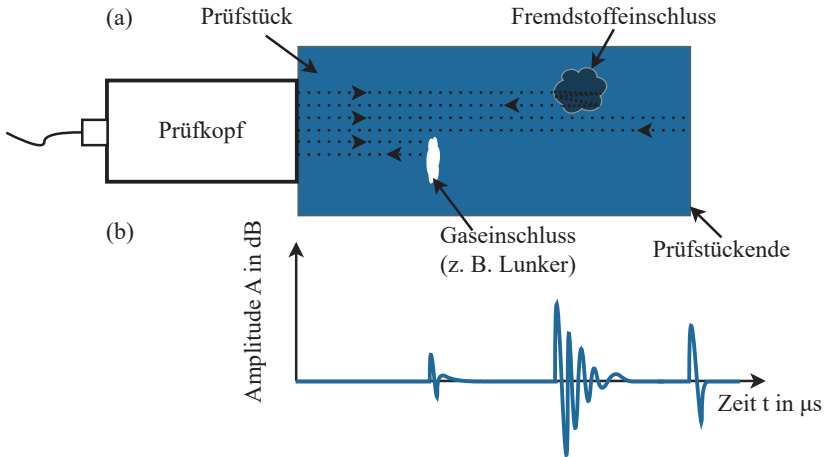 (a)
Prüfstück
Fremdstoffeinschluss
Prüfkopf
(b)
Gaseinschluss
(z. B. Lunker)
Prüfstückende
Amplitude A in dB
Zeit t in μs